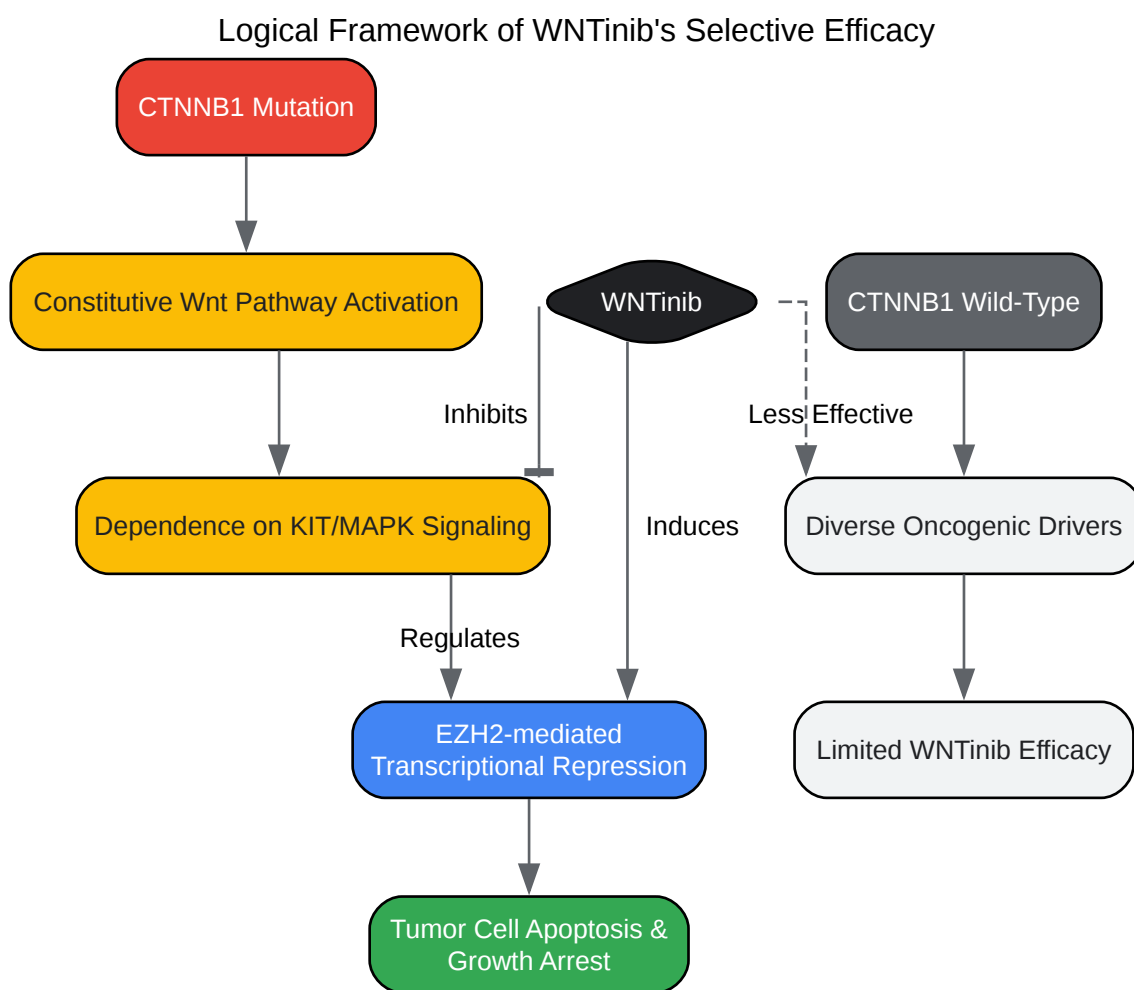 Logical Framework of WNTinib's Selective Efficacy
CTNNB1 Mutation
Constitutive Wnt Pathway Activation
WNTinib
CTNNB1 Wild-Type
Inhibits
Less Effective
Dependence on KIT/MAPK Signaling
Induces
Diverse Oncogenic Drivers
Regulates
EZH2-mediated
Transcriptional Repression
Limited WNTinib Efficacy
Tumor Cell Apoptosis &
Growth Arrest